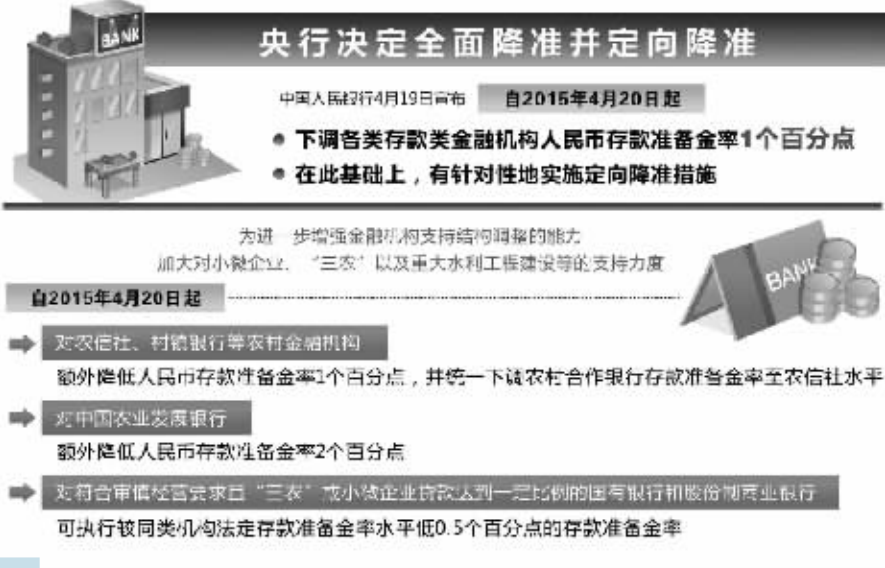 BANK
央行决定全面降准并定向降准
中国人民银行4月19日宣布 自2015年4月20日起
下调各类存款类金融机构人民币存款准备金率1个百分点
在此基础上，有针对性地实施定向降准措施
为进一步增强金融机构支持结构调整的能力
加大对小微企业、“三农”以及重大水利工程建设等的支持力度
BANK
自2015年4月20日起
对农信社、村镇银行等农村金融机构
额外降低人民币存款准备金率1个百分点，并统一下调农村合作银行存款准备金率至农信社水平
对中国农业发展银行
额外降低人民币存款准备金率2个百分点
对符合审慎经营要求且“三农”或小微企业贷款达到一定比例的国有银行和股份制商业银行
可执行较同类机构法定存款准备金率水平低0.5个百分点的存款准备金率